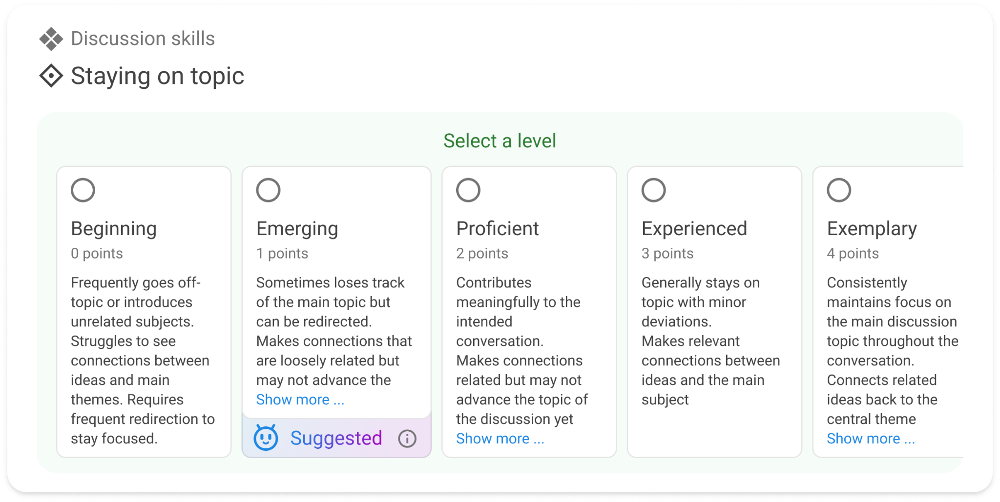 Discussion skills
Staying on topic
Select a level
Beginning
0 points
Frequently goes off-
topic or introduces
unrelated subjects.
Struggles to see
connections between
ideas and main
themes. Requires
frequent redirection to
stay focused.
Emerging
1 points
Sometimes loses track
of the main topic but
can be redirected.
Makes connections that
are loosely related but
may not advance the
Show more ...
Suggested
Proficient
2 points
Contributes
meaningfully to the
intended
conversation.
Makes connections
related but may not
advance the topic of
the discussion yet
Show more ...
Experienced
3 points
Generally stays on
topic with minor
deviations.
Makes relevant
connections between
ideas and the main
subject
Exemplary
4 points
Consistently
maintains focus on
the main discussion
topic throughout the
conversation.
Connects related
ideas back to the
central theme
Show more ...